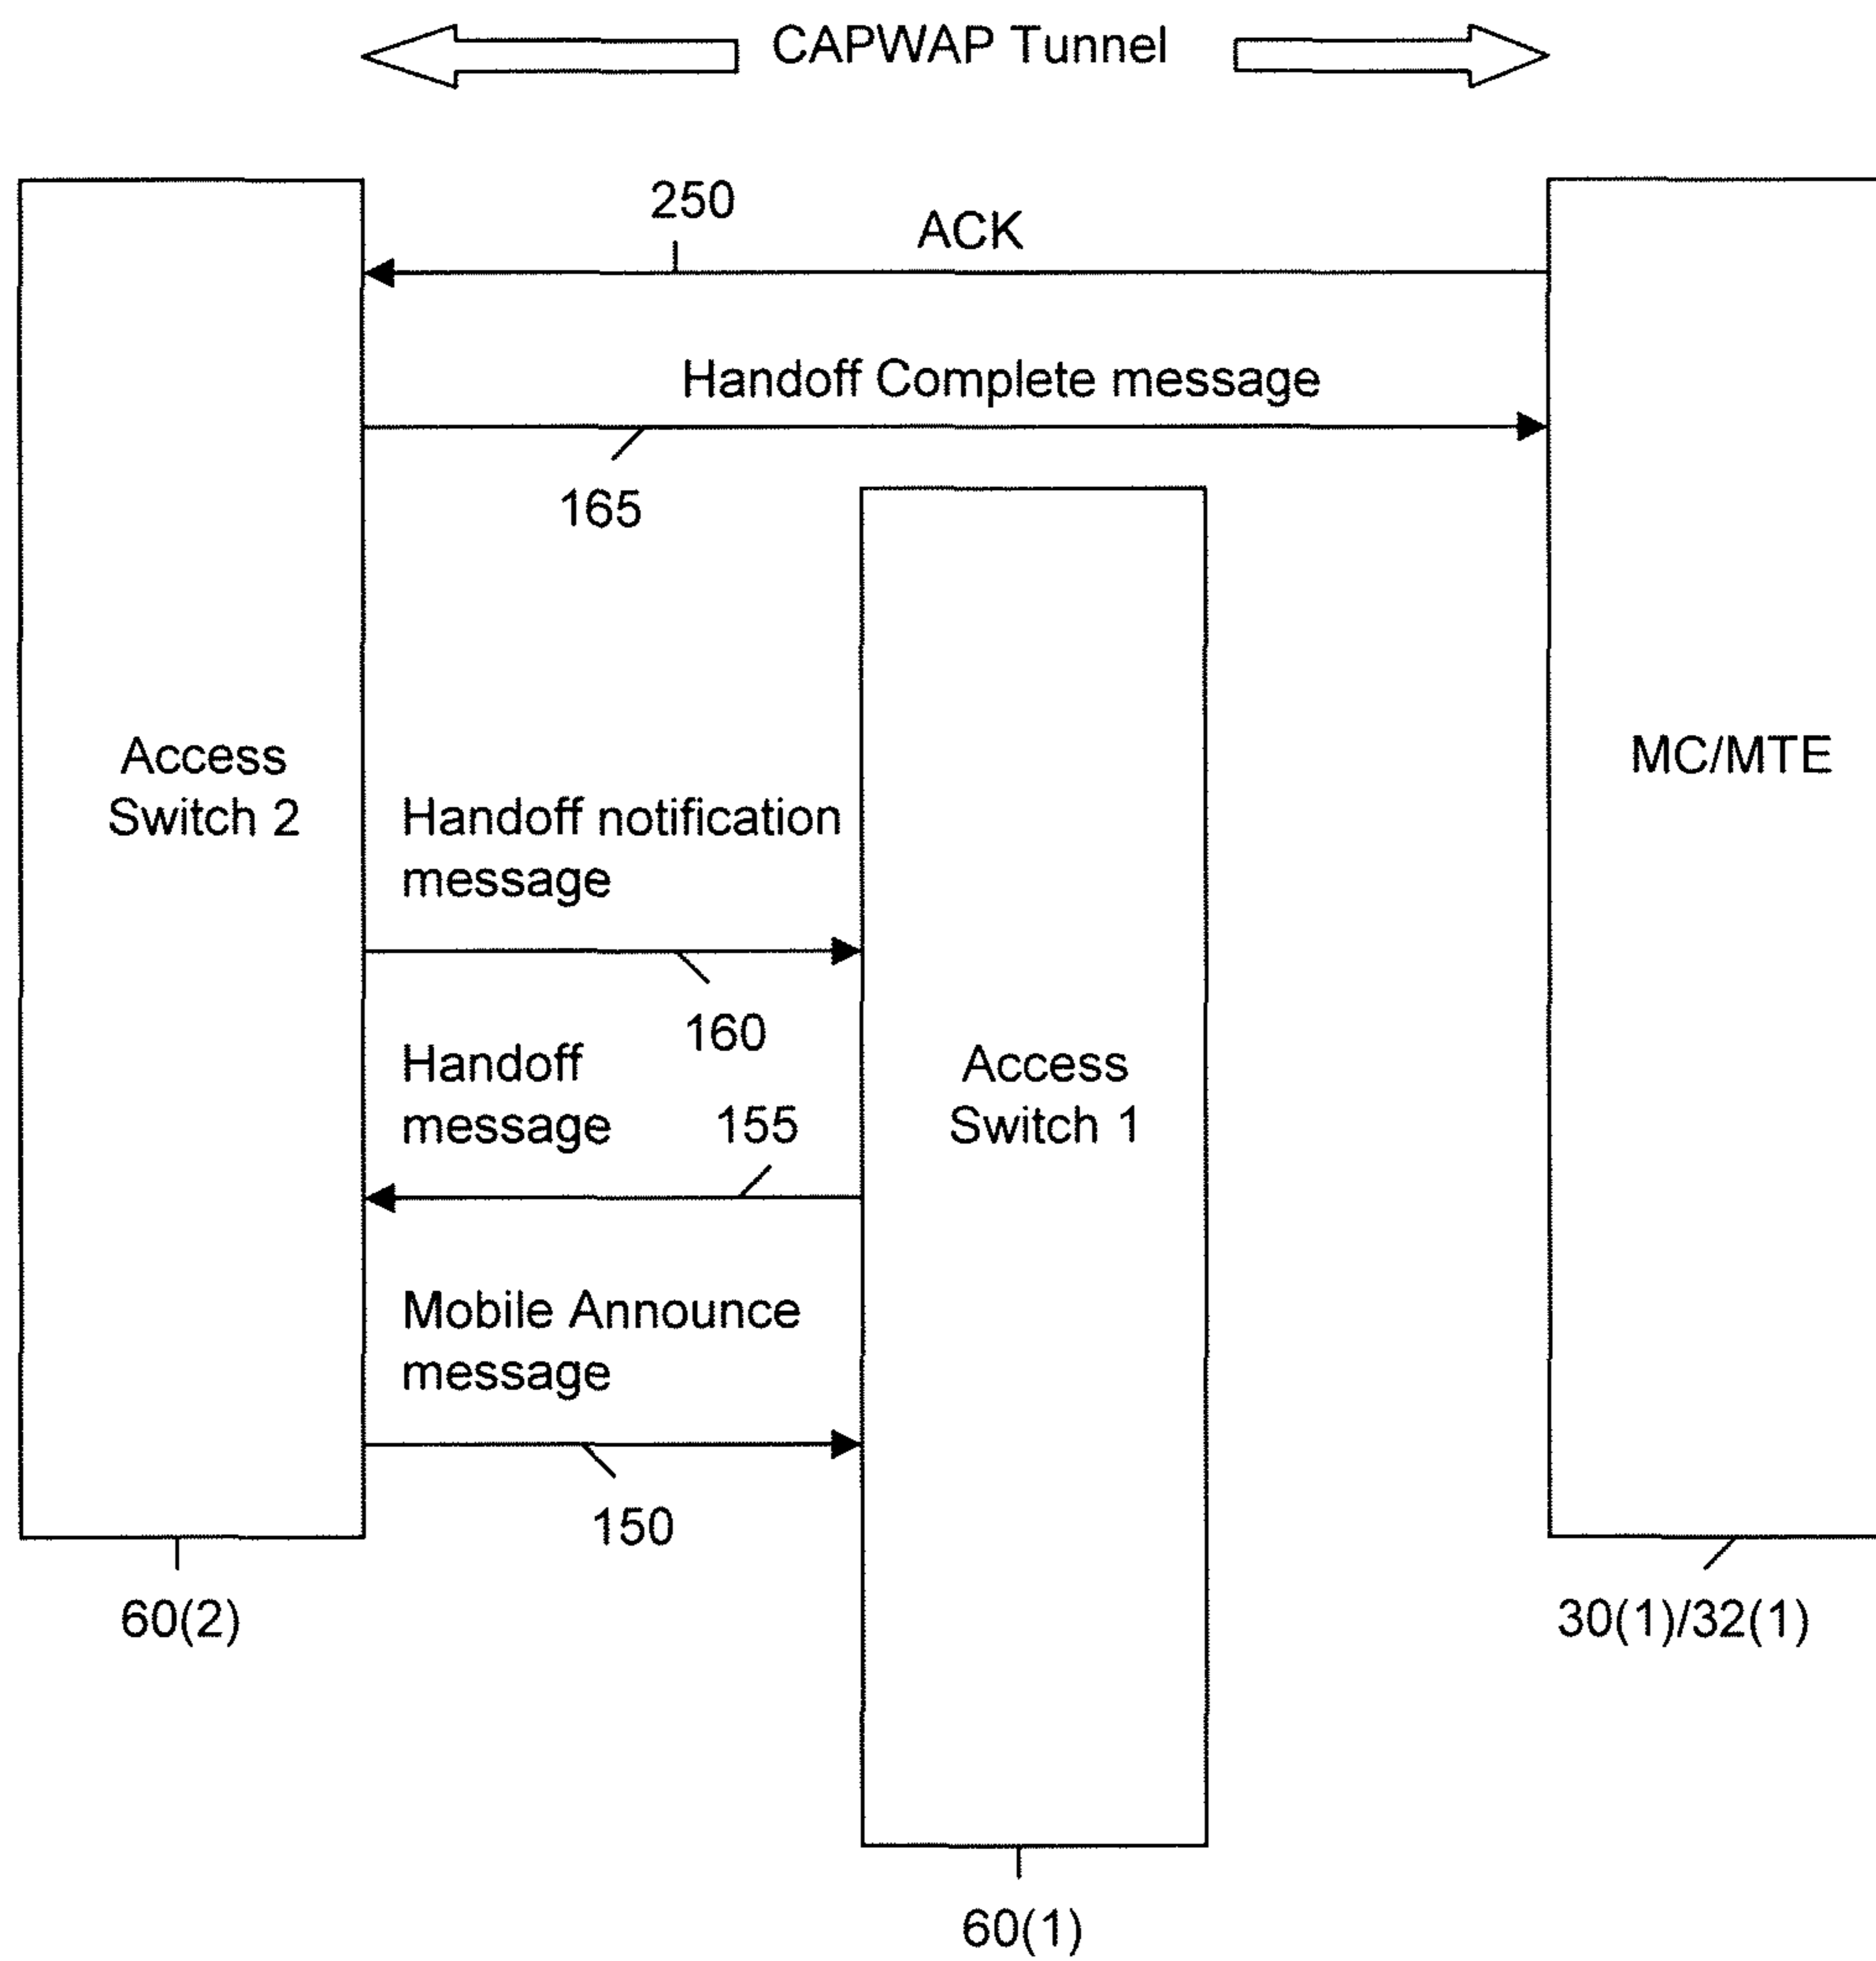 CAPWAP Tunnel
250
ACK
Handoff Complete message
165
Access
Switch 2
MC/MTE
Handoff notification
message
160
Handoff
message
155
Access
Switch 1
Mobile Announce
message
150
60(2)
30(1)/32(1)
60(1)